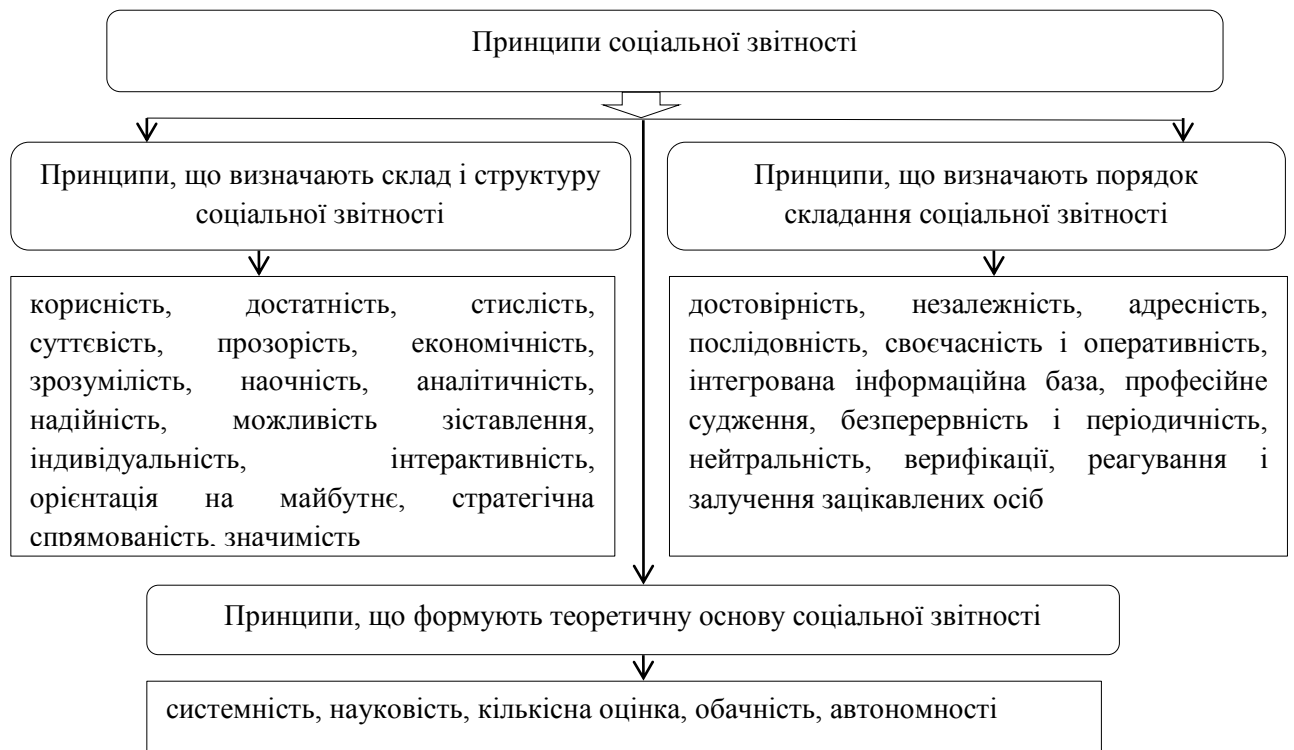 Принципи соціальної звітності
Принципи, що визначають склад і структуру
соціальної звітності
Принципи, що визначають порядок
складання соціальної звітності
корисність, достатність, стислість,
суттєвість, прозорість, економічність,
зрозумілість, наочність, аналітичність,
надійність, можливість зіставлення,
індивідуальність, інтерактивність,
орієнтація на майбутнє, стратегічна
спрямованість, значимість
достовірність, незалежність, адресність,
послідовність, своєчасність і оперативність,
інтегрована інформаційна база, професійне
судження, безперервність і періодичність,
нейтральність, верифікації, реагування і
залучення зацікавлених осіб
Принципи, що формують теоретичну основу соціальної звітності
системність, науковість, кількісна оцінка, обачність, автономності